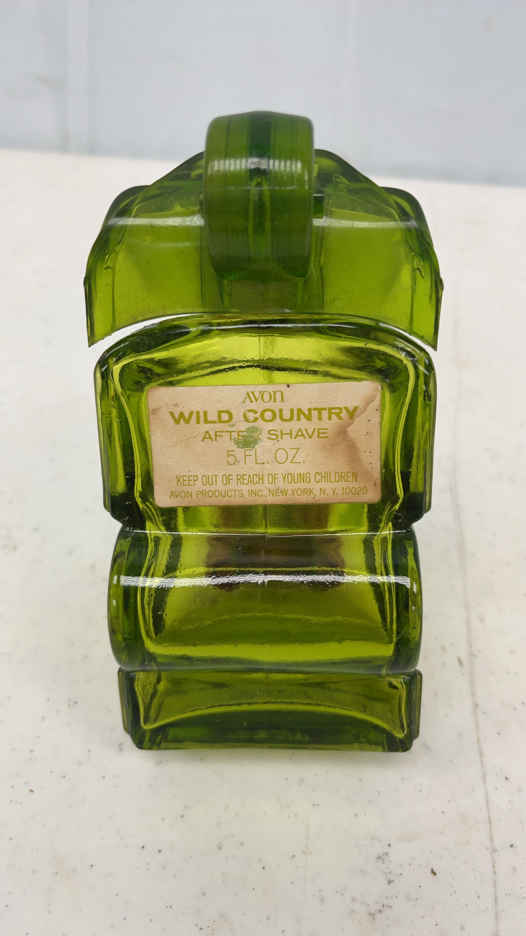 AVON
WILD COUNTRY
AFTER SHAVE
5 FL. OZ.
KEEP OUT OF REACH OF YOUNG CHILDREN
AVON PRODUCTS, INC., NEW YORK, N. Y. 10020